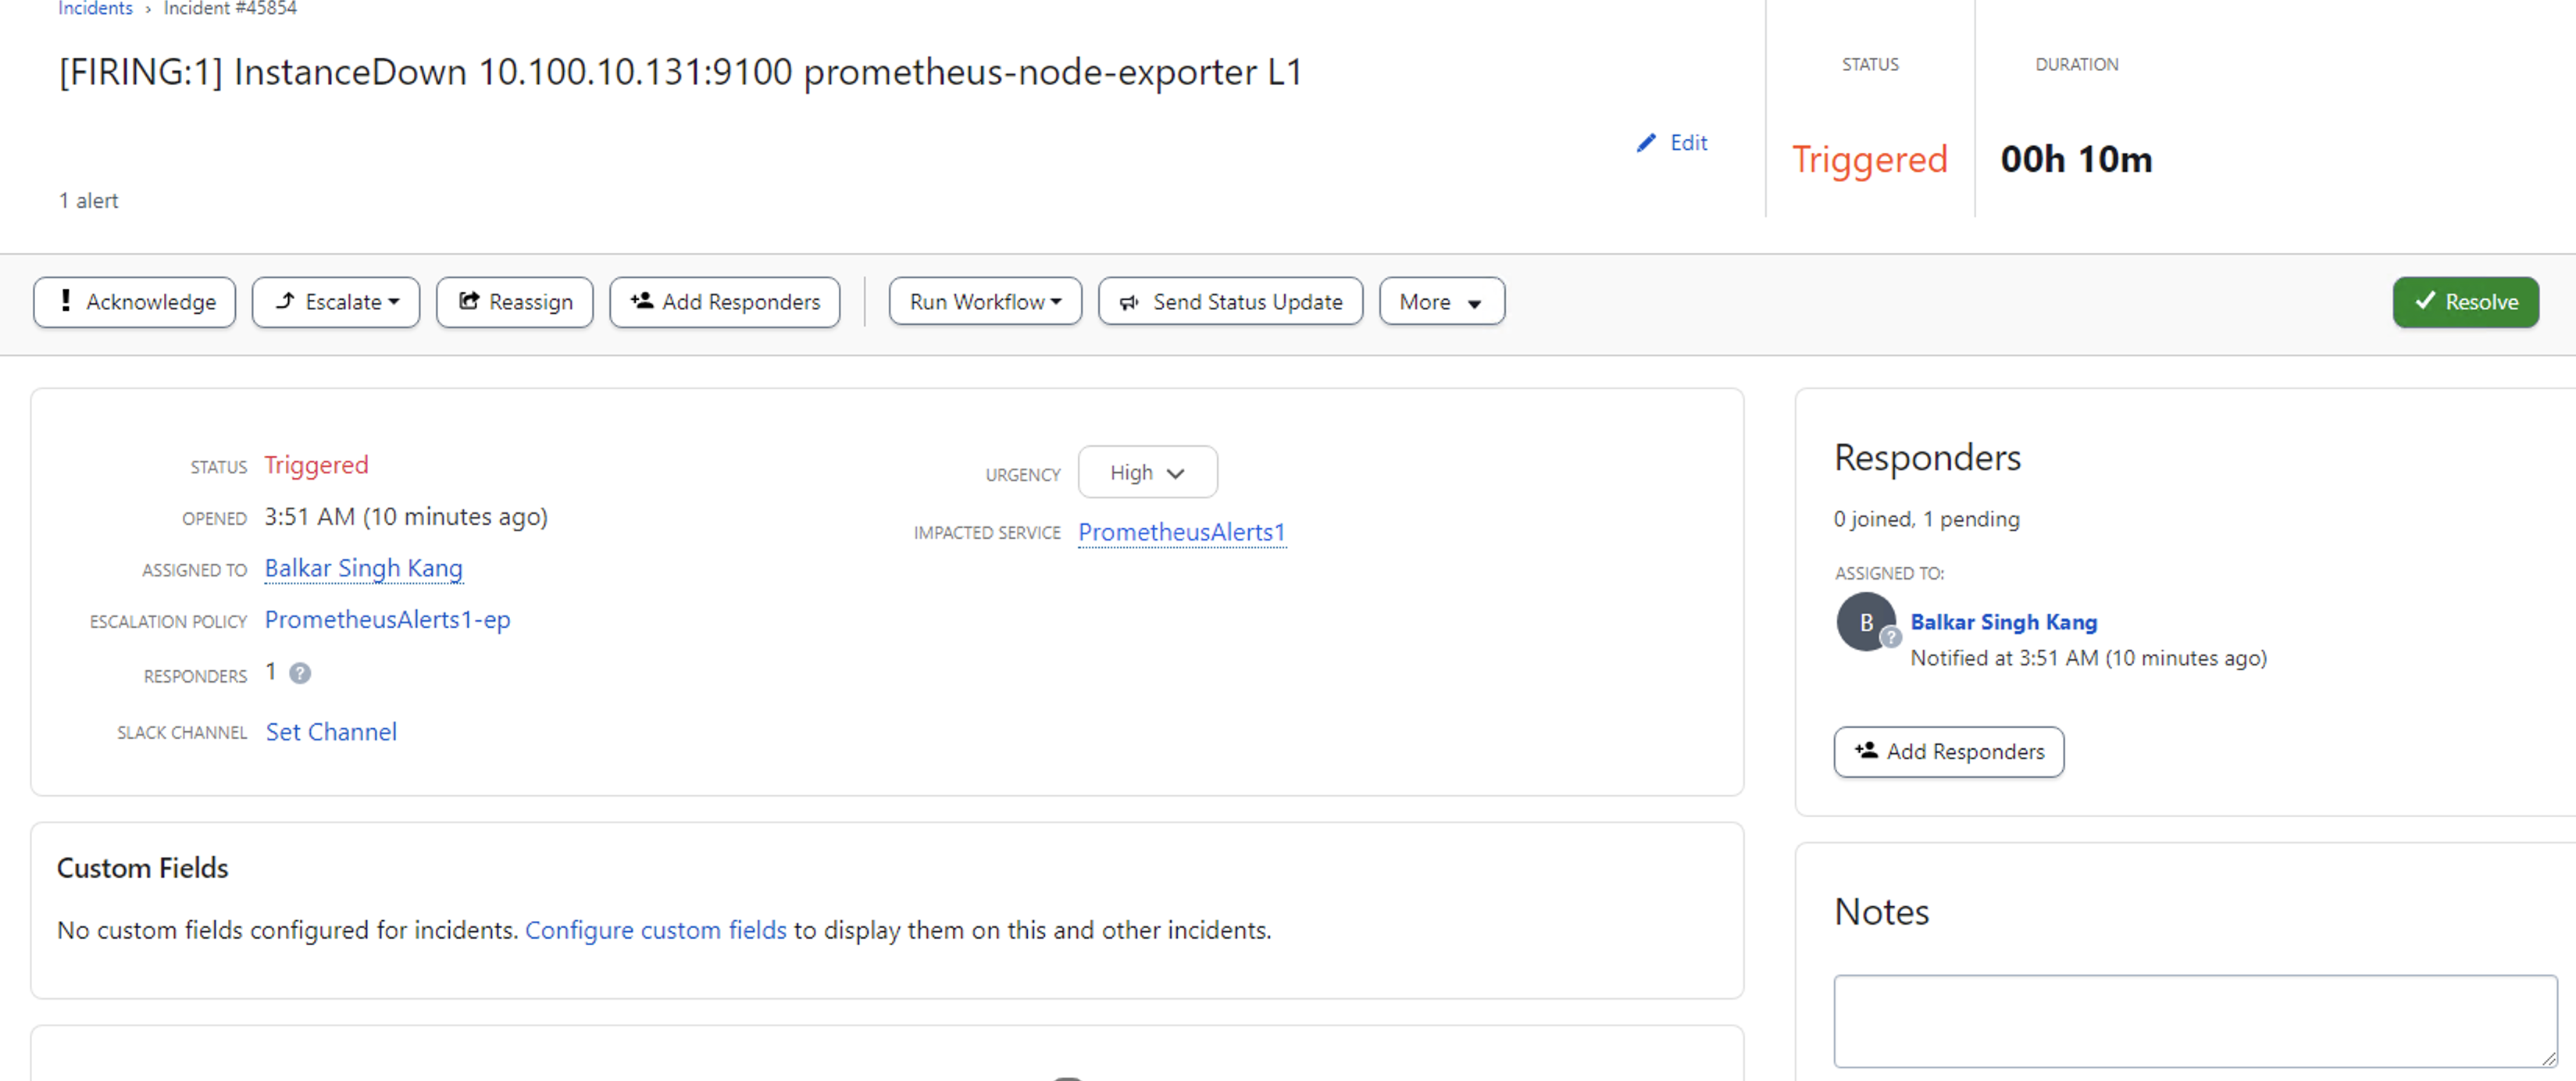 Incidents › Incident #45854
[FIRING:1] InstanceDown 10.100.10.131:9100 prometheus-node-exporter L1
Edit
1 alert
STATUS
Triggered
DURATION
00h 10m
Acknowledge
Escalate
Reassign
Add Responders
Run Workflow
Send Status Update
More
Resolve
STATUS Triggered
OPENED 3:51 AM (10 minutes ago)
ASSIGNED TO Balkar Singh Kang
ESCALATION POLICY PrometheusAlerts1-ep
RESPONDERS 1 ?
SLACK CHANNEL Set Channel
URGENCY High
IMPACTED SERVICE PrometheusAlerts1
Custom Fields
No custom fields configured for incidents. Configure custom fields to display them on this and other incidents.
Responders
0 joined, 1 pending
ASSIGNED TO:
B ? Balkar Singh Kang
Notified at 3:51 AM (10 minutes ago)
Add Responders
Notes